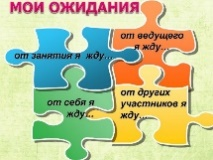 МОИ ОЖИДАНИЯ
от занятия я жду...
от ведущего
я жду...
от себя я
жду...
от других
участников я
жду...